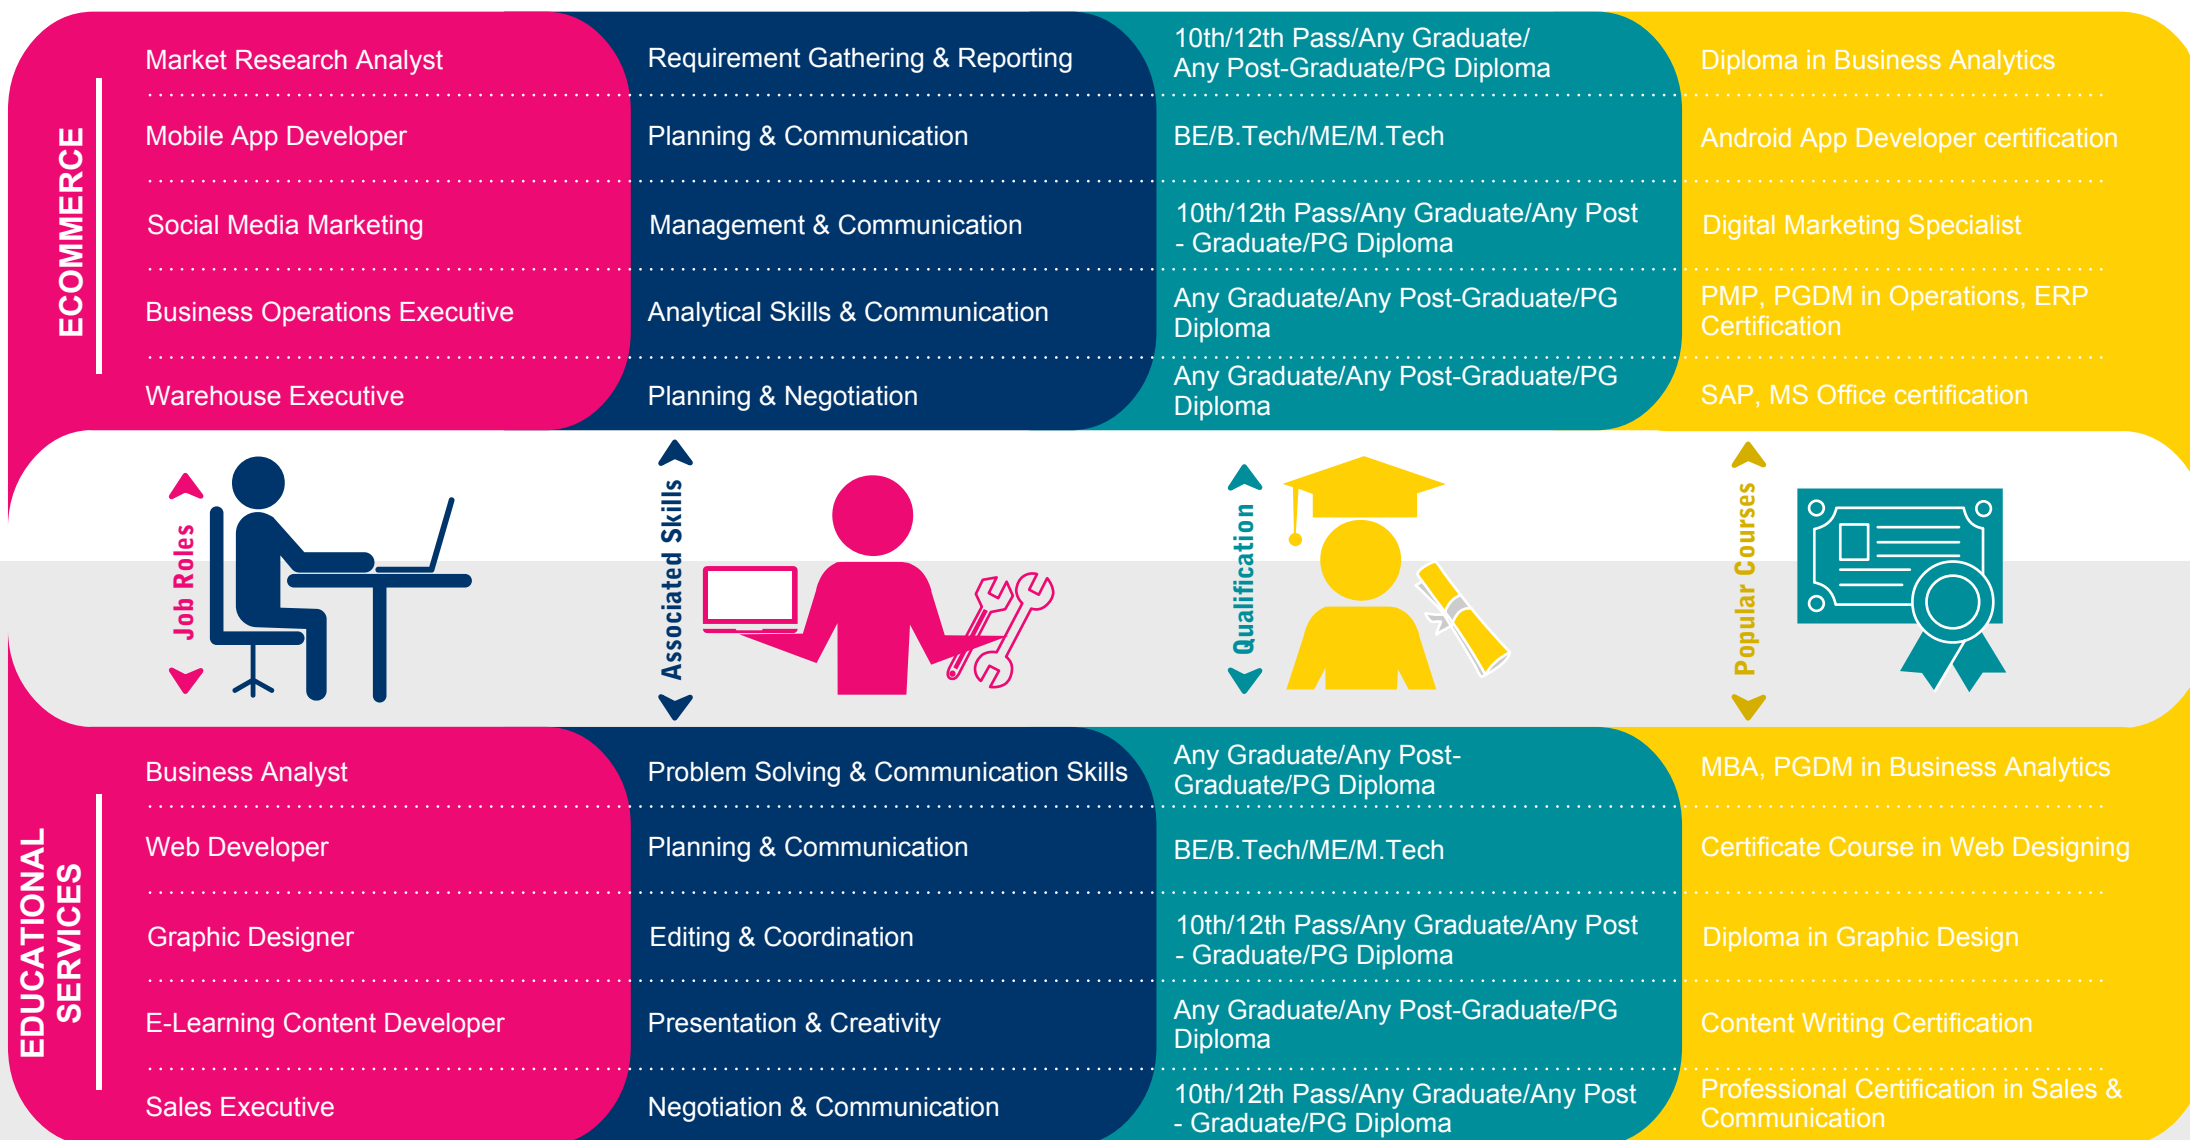 ECOMMERCE
Market Research Analyst
Requirement Gathering & Reporting
10th/12th Pass/Any Graduate/
Any Post-Graduate/PG Diploma
Diploma in Business Analytics
Mobile App Developer
Planning & Communication
BE/B.Tech/ME/M.Tech
Android App Developer certification
Social Media Marketing
Management & Communication
10th/12th Pass/Any Graduate/Any Post
- Graduate/PG Diploma
Digital Marketing Specialist
Business Operations Executive
Analytical Skills & Communication
Any Graduate/Any Post-Graduate/PG
Diploma
PMP, PGDM in Operations, ERP
Certification
Warehouse Executive
Planning & Negotiation
Any Graduate/Any Post-Graduate/PG
Diploma
SAP, MS Office certification
Job Roles
Associated Skills
Qualification
Popular Courses
EDUCATIONAL
SERVICES
Business Analyst
Problem Solving & Communication Skills
Any Graduate/Any Post-
Graduate/PG Diploma
MBA, PGDM in Business Analytics
Web Developer
Planning & Communication
BE/B.Tech/ME/M.Tech
Certificate Course in Web Designing
Graphic Designer
Editing & Coordination
10th/12th Pass/Any Graduate/Any Post
- Graduate/PG Diploma
Diploma in Graphic Design
E-Learning Content Developer
Presentation & Creativity
Any Graduate/Any Post-Graduate/PG
Diploma
Content Writing Certification
Sales Executive
Negotiation & Communication
10th/12th Pass/Any Graduate/Any Post
- Graduate/PG Diploma
Professional Certification in Sales &
Communication